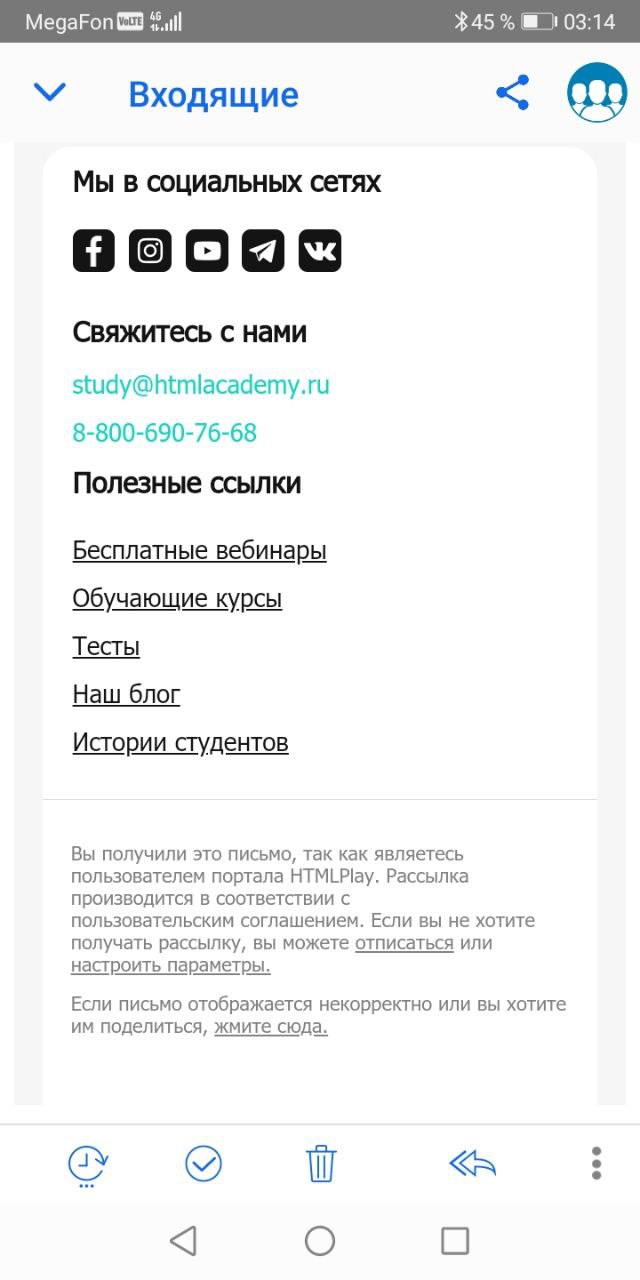 MegaFon VoLTE 4G 45 % 03:14
Входящие
Мы в социальных сетях
Свяжитесь с нами
study@htmlacademy.ru
8-800-690-76-68
Полезные ссылки
Бесплатные вебинары
Обучающие курсы
Тесты
Наш блог
Истории студентов
Вы получили это письмо, так как являетесь
пользователем портала HTMLPlay. Рассылка
производится в соответствии с
пользовательским соглашением. Если вы не хотите
получать рассылку, вы можете отписаться или
настроить параметры.
Если письмо отображается некорректно или вы хотите
им поделиться, жмите сюда.